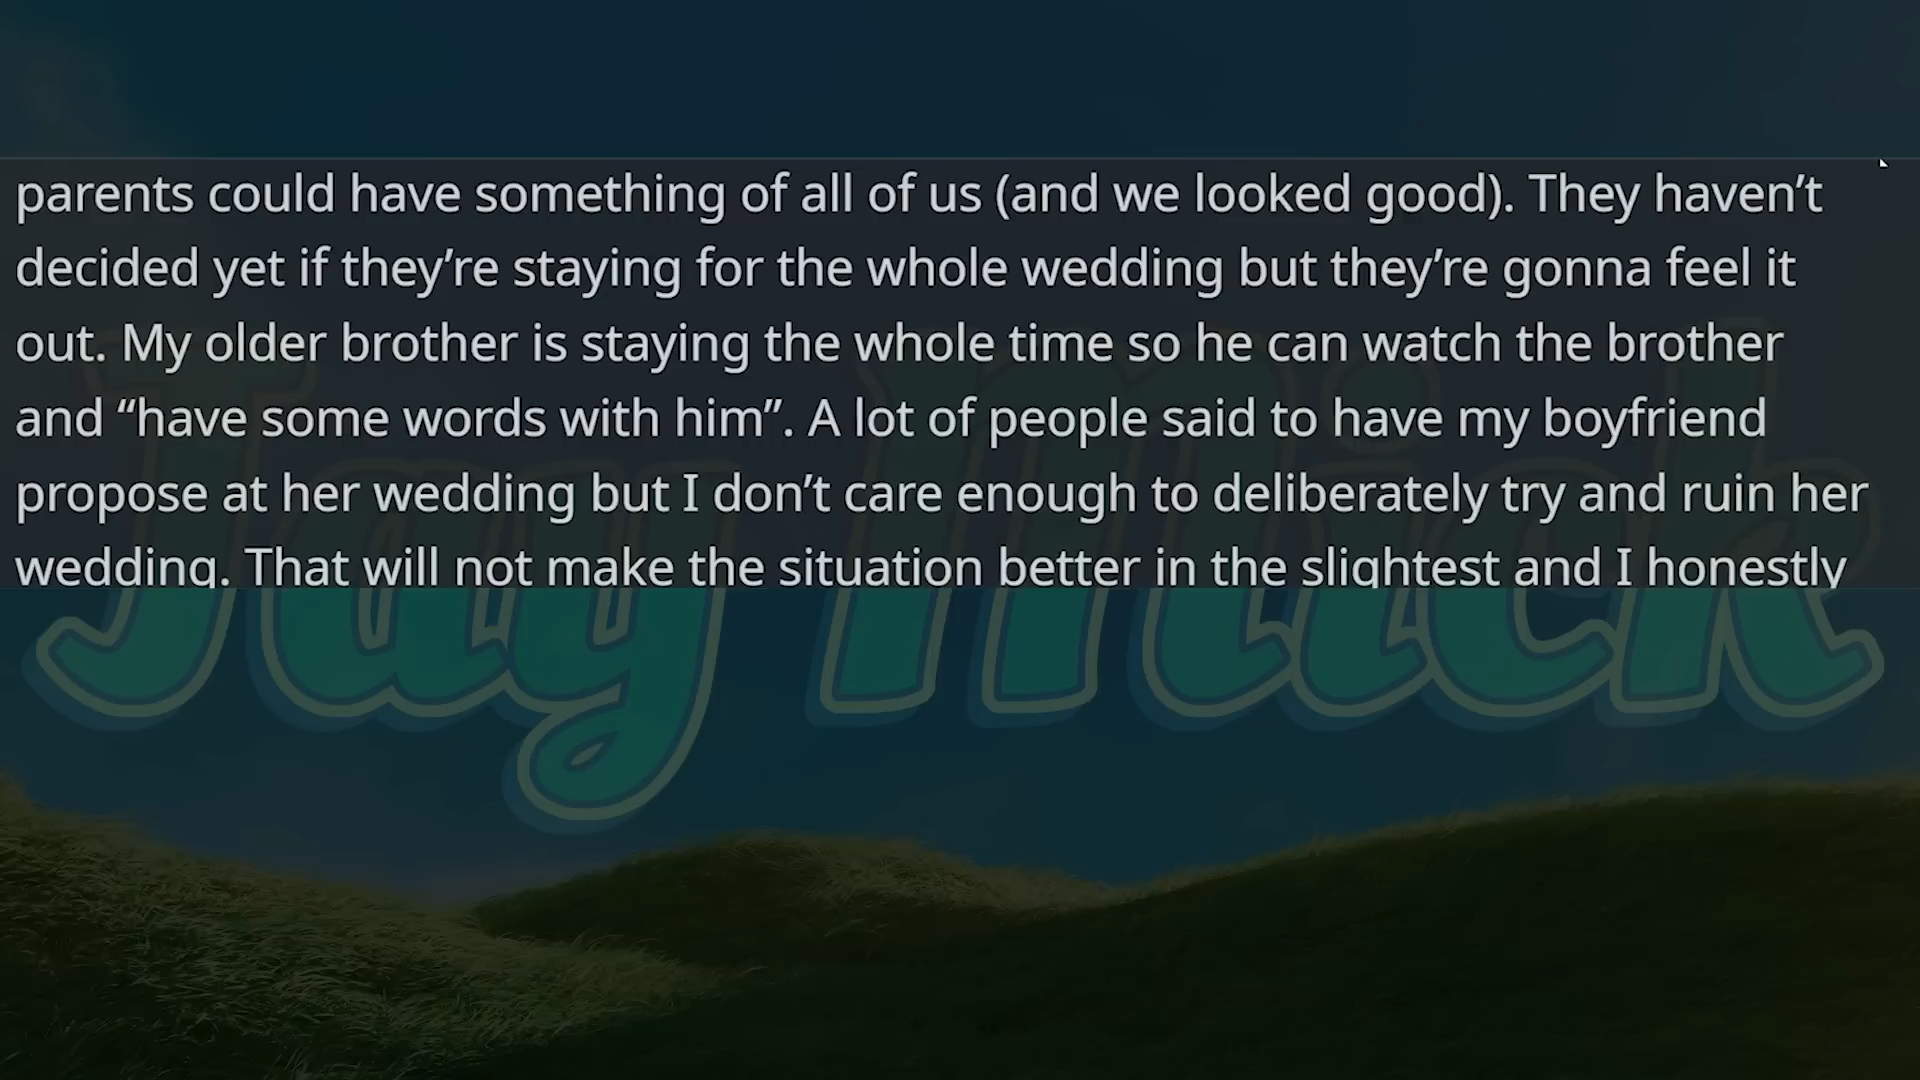 parents could have something of all of us (and we looked good). They haven’t
decided yet if they’re staying for the whole wedding but they’re gonna feel it
out. My older brother is staying the whole time so he can watch the brother
and “have some words with him”. A lot of people said to have my boyfriend
propose at her wedding but I don’t care enough to deliberately try and ruin her
wedding. That will not make the situation better in the slightest and I honestly
Jay Mick